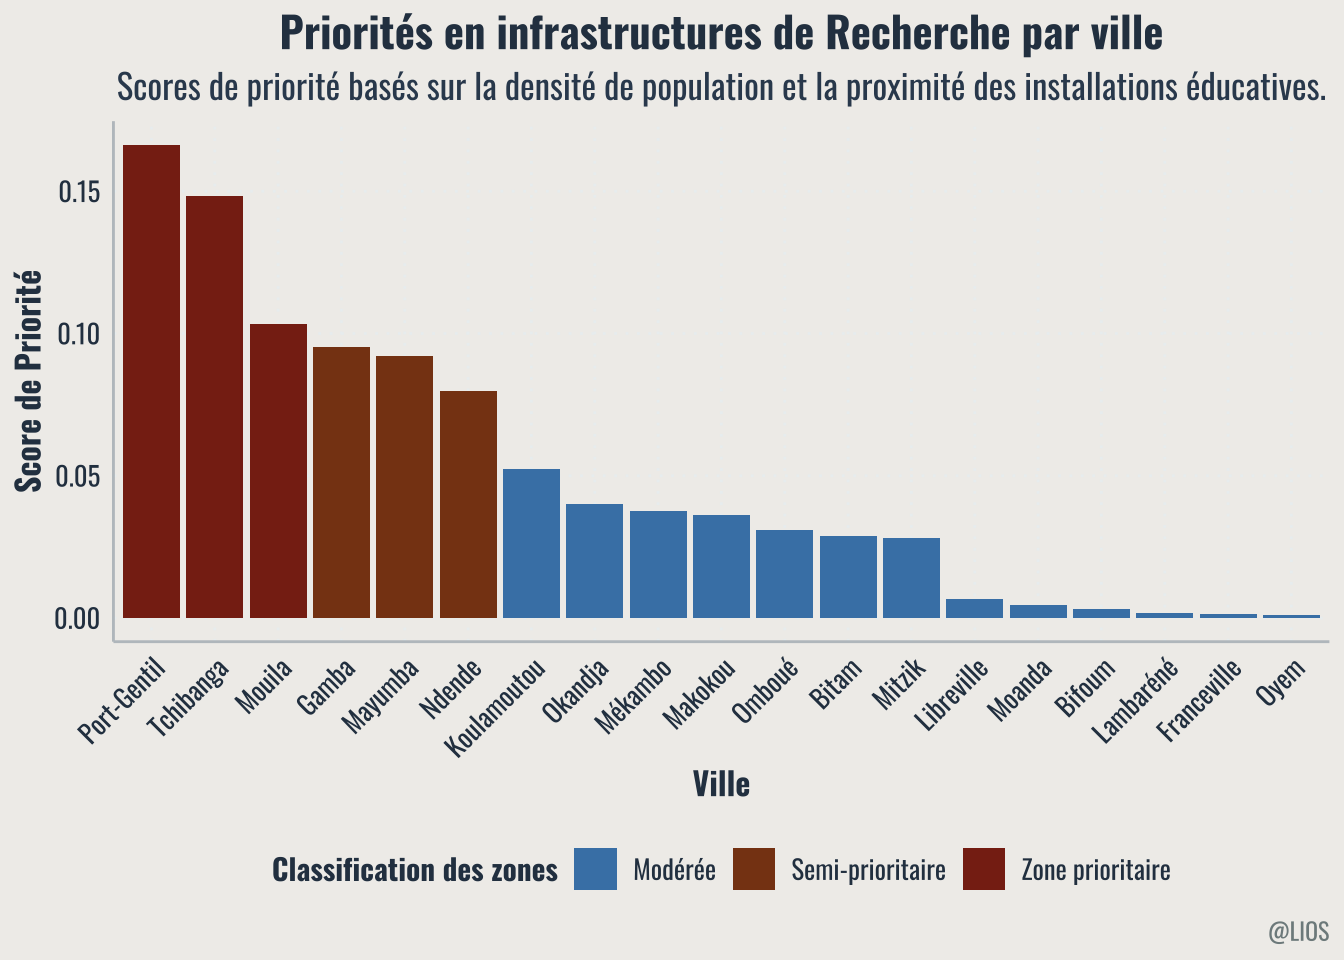 Priorités en infrastructures de Recherche par ville
Scores de priorité basés sur la densité de population et la proximité des installations éducatives.
Score de Priorité
0.15
0.10
0.05
0.00
Port-Gentil
Tchibanga
Mouila
Gamba
Mayumba
Ndende
Koulamoutou
Okandja
Mékambo
Makokou
Omboué
Bitam
Mitzik
Libreville
Moanda
Bifoum
Lambaréné
Franceville
Oyem
Ville
Classification des zones
Modérée
Semi-prioritaire
Zone prioritaire
@LIOS